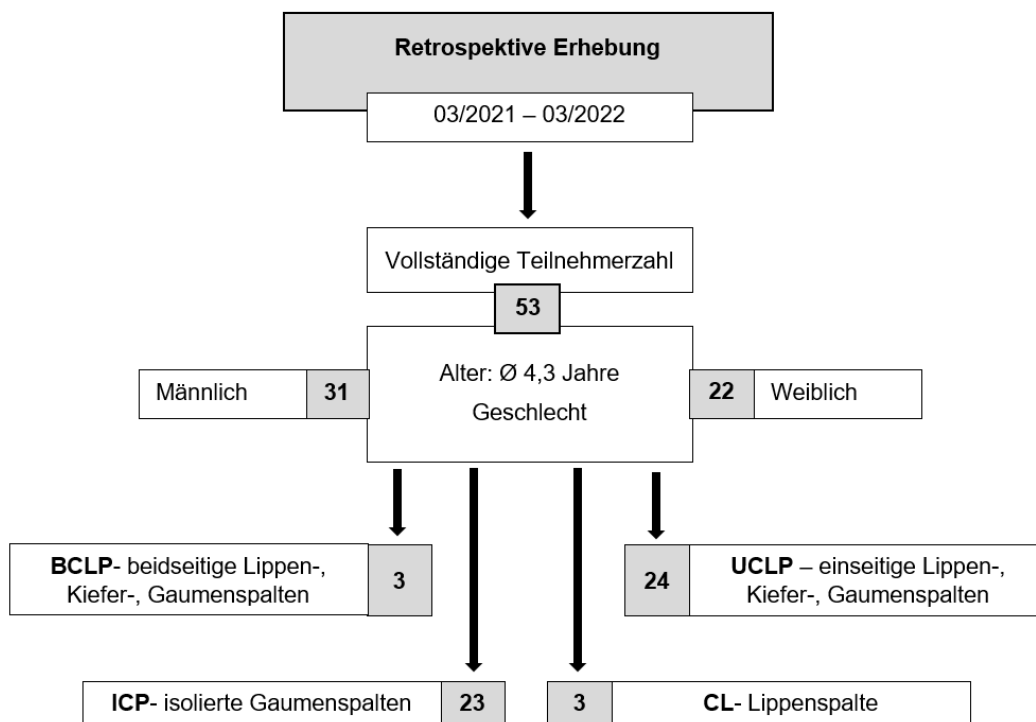 Retrospektive Erhebung
03/2021 – 03/2022
Vollständige Teilnehmerzahl
53
Männlich 31
Alter: Ø 4,3 Jahre
Geschlecht
22 Weiblich
BCLP- beidseitige Lippen-,
Kiefer-, Gaumenspalten
3
24
UCLP – einseitige Lippen-,
Kiefer-, Gaumenspalten
ICP- isolierte Gaumenspalten 23
3 CL- Lippenspalte